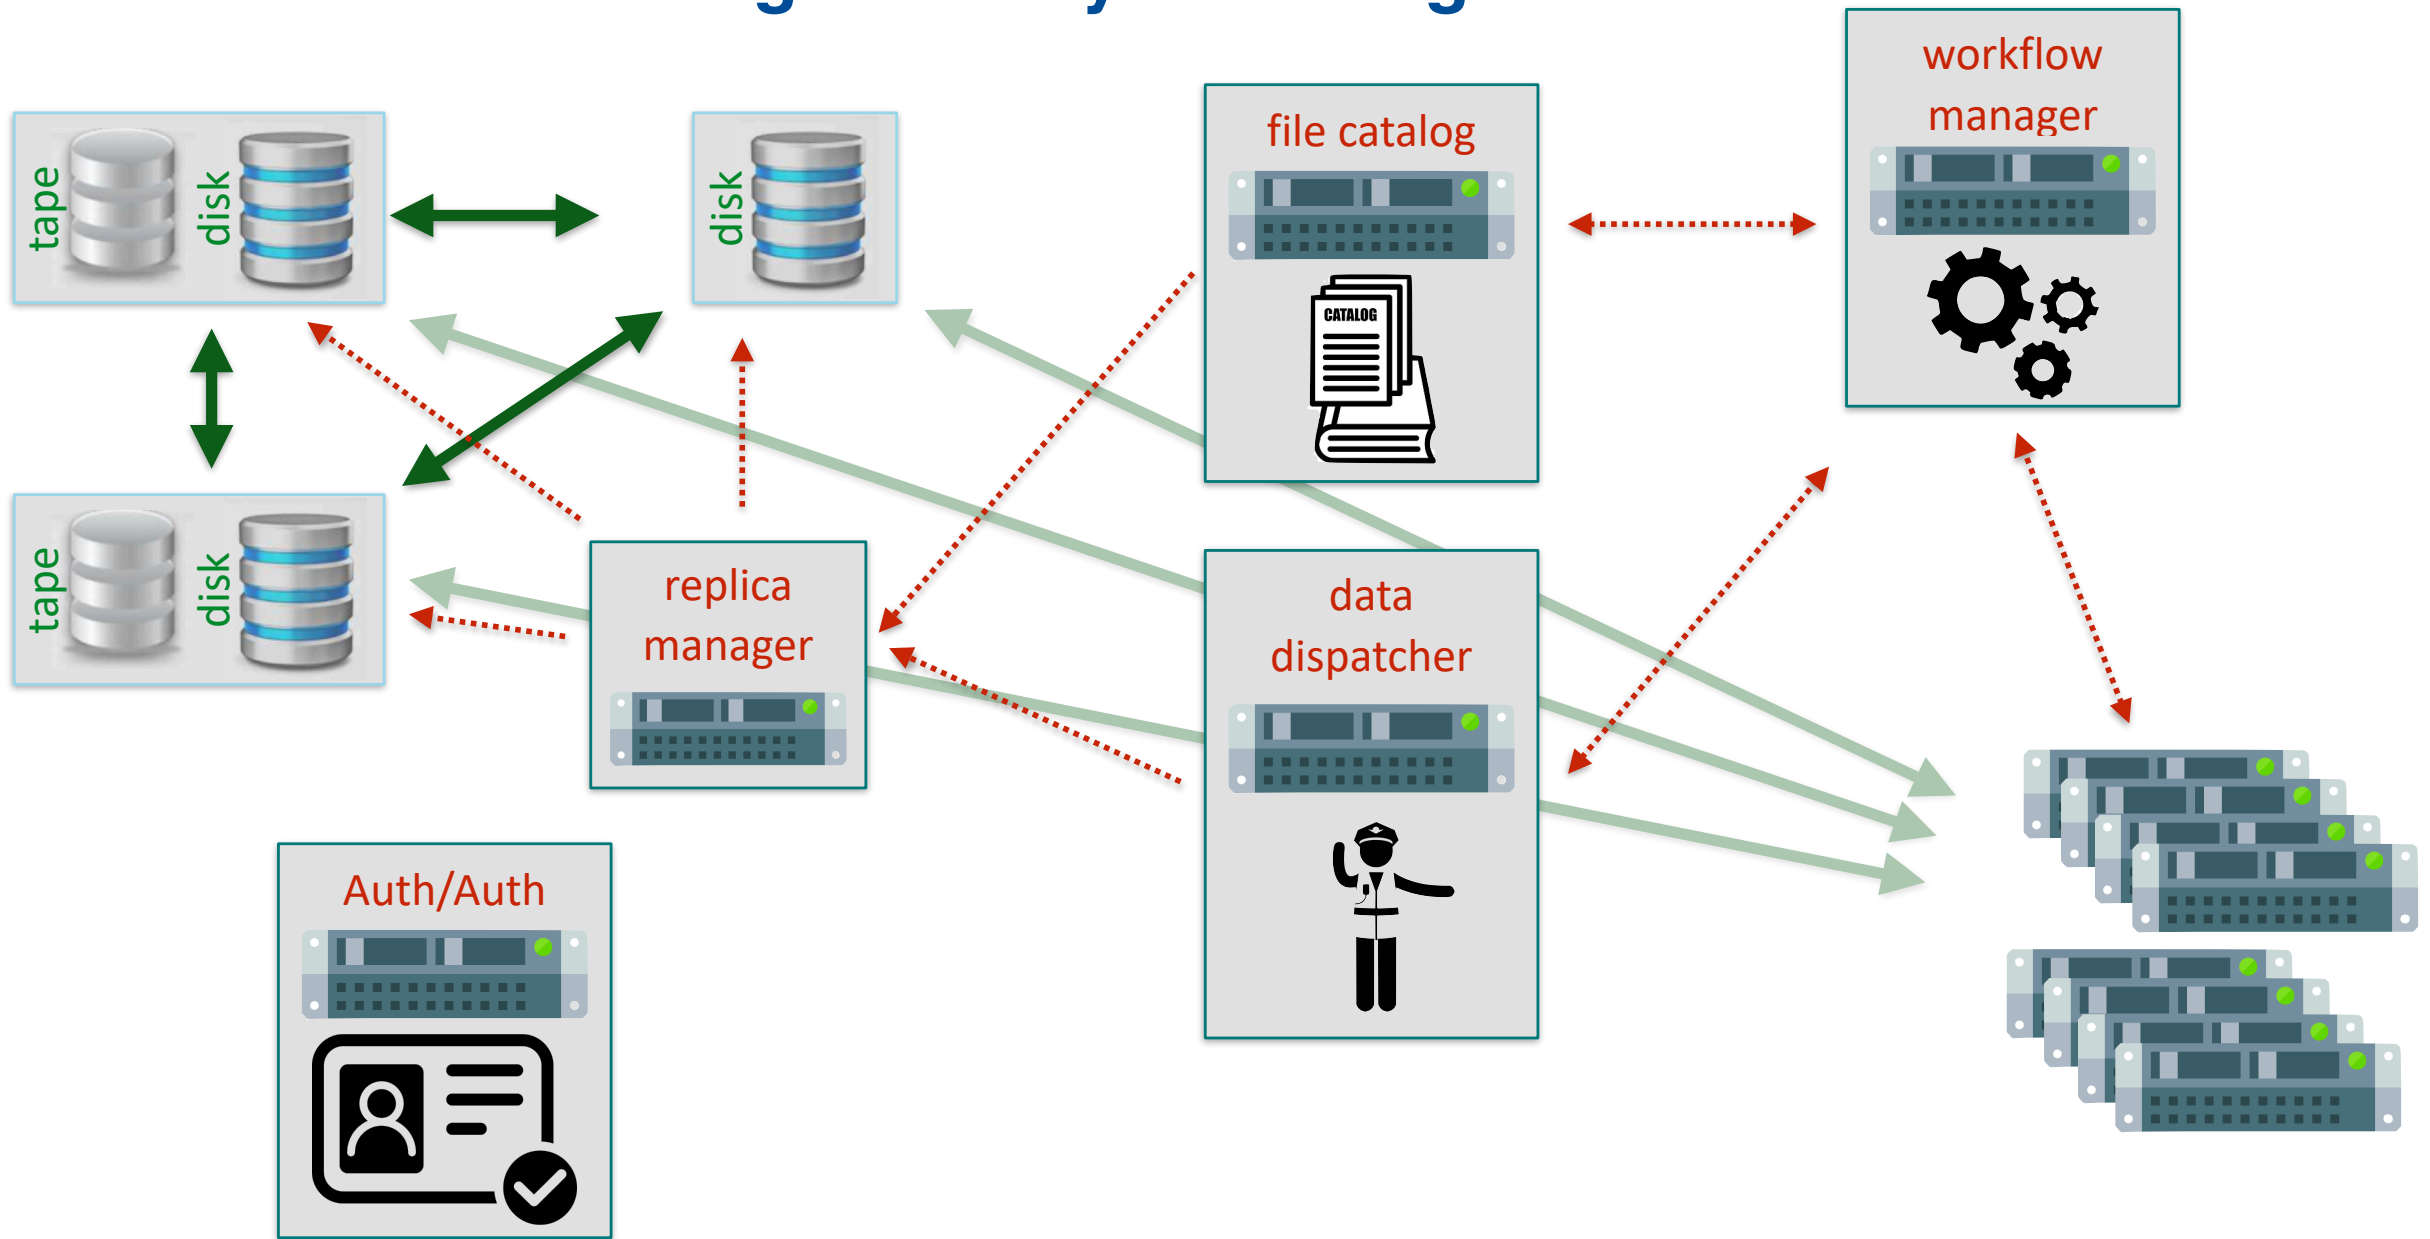 workflow
manager
file catalog
tape
disk
disk
CATALOG
tape
disk
replica
manager
data
dispatcher
Auth/Auth